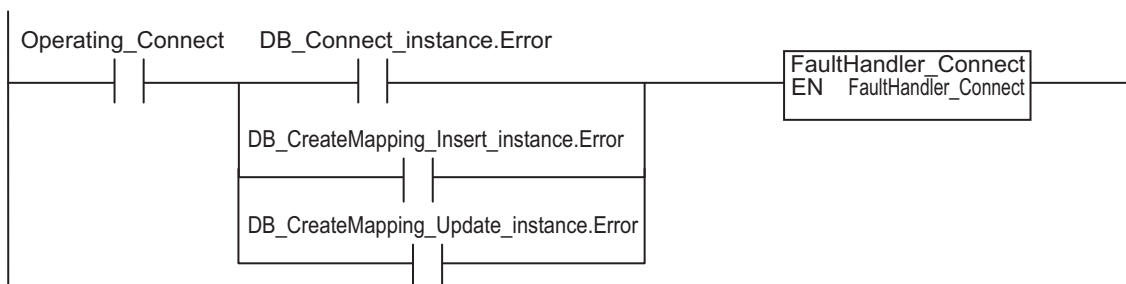 Operating_Connect DB_Connect_instance.Error
FaultHandler_Connect
EN FaultHandler_Connect
DB_CreateMapping_Insert_instance.Error
DB_CreateMapping_Update_instance.Error